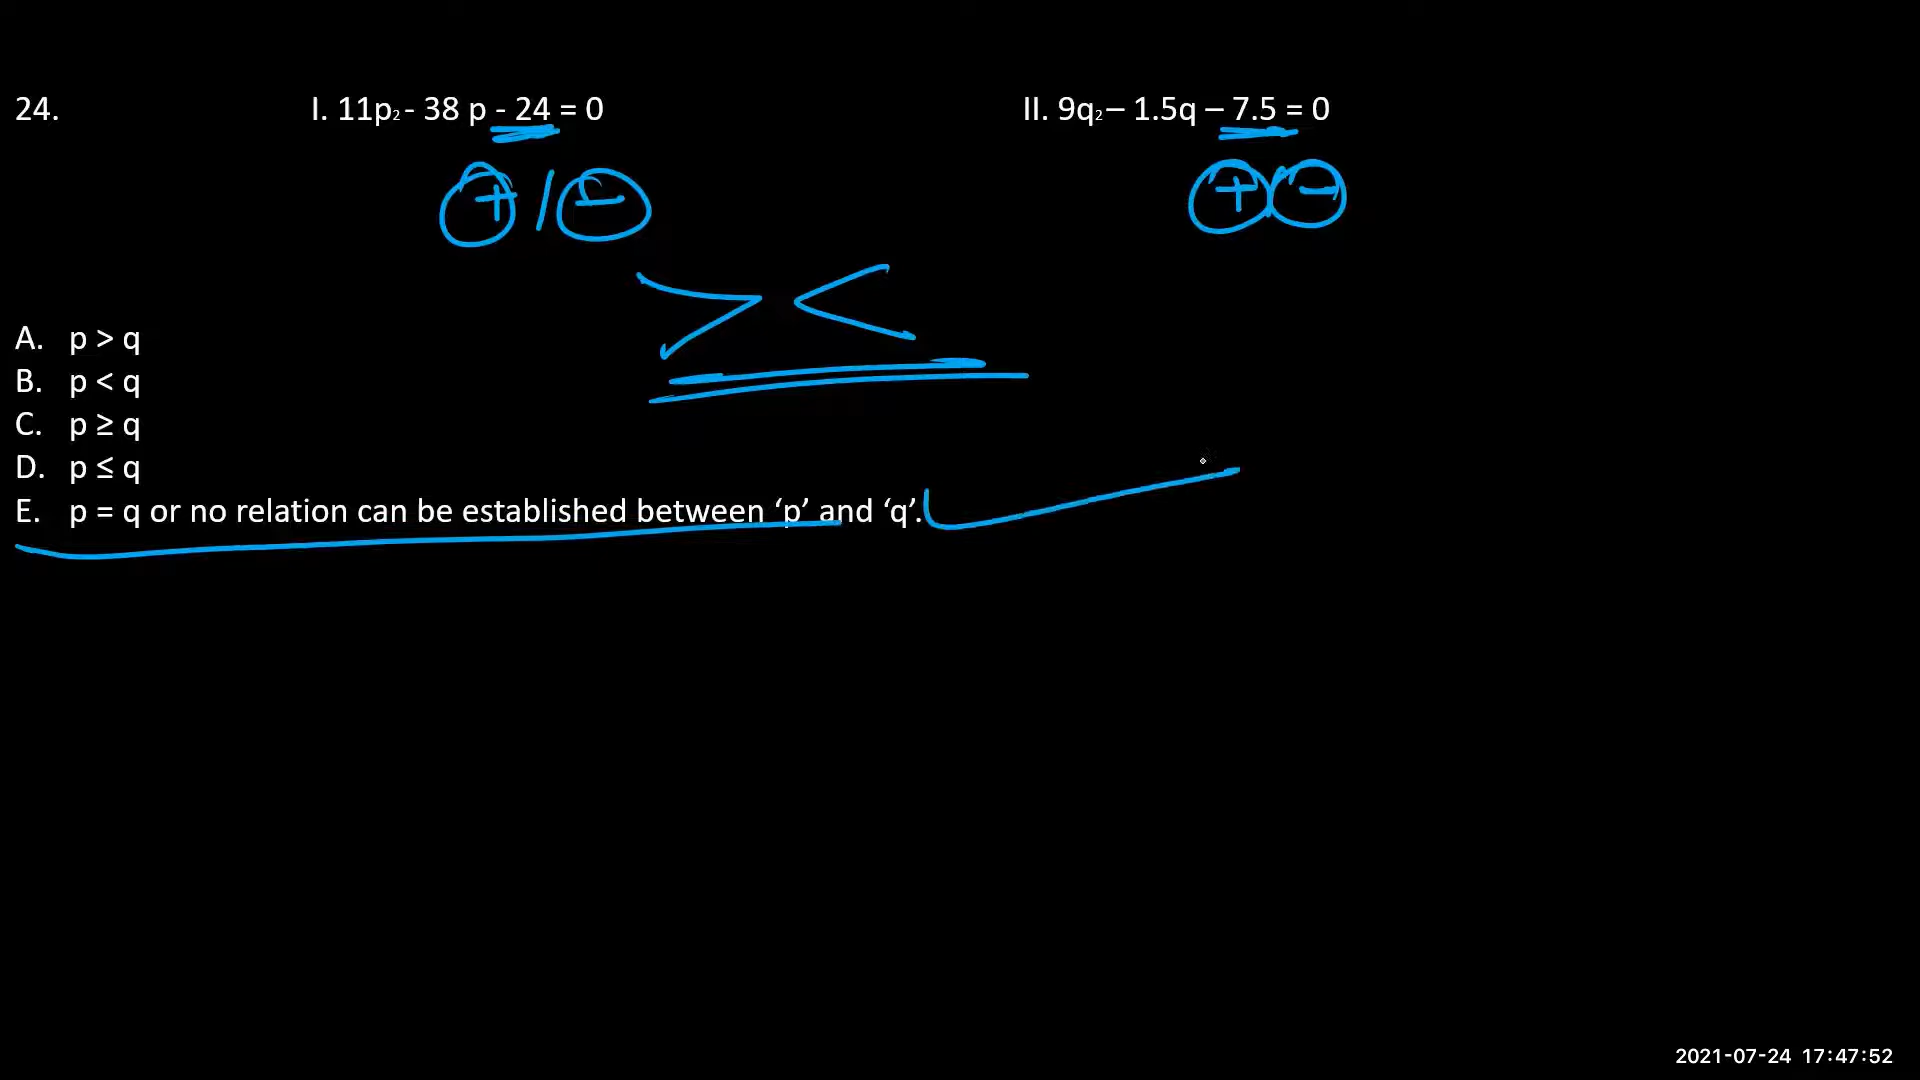 24. I. 11p2 - 38 p - 24 = 0 II. 9q2 – 1.5q – 7.5 = 0
+ / - + -
> <
A. p > q
B. p < q
C. p ≥ q
D. p ≤ q
E. p = q or no relation can be established between ‘p’ and ‘q’.
2021-07-24 17:47:52